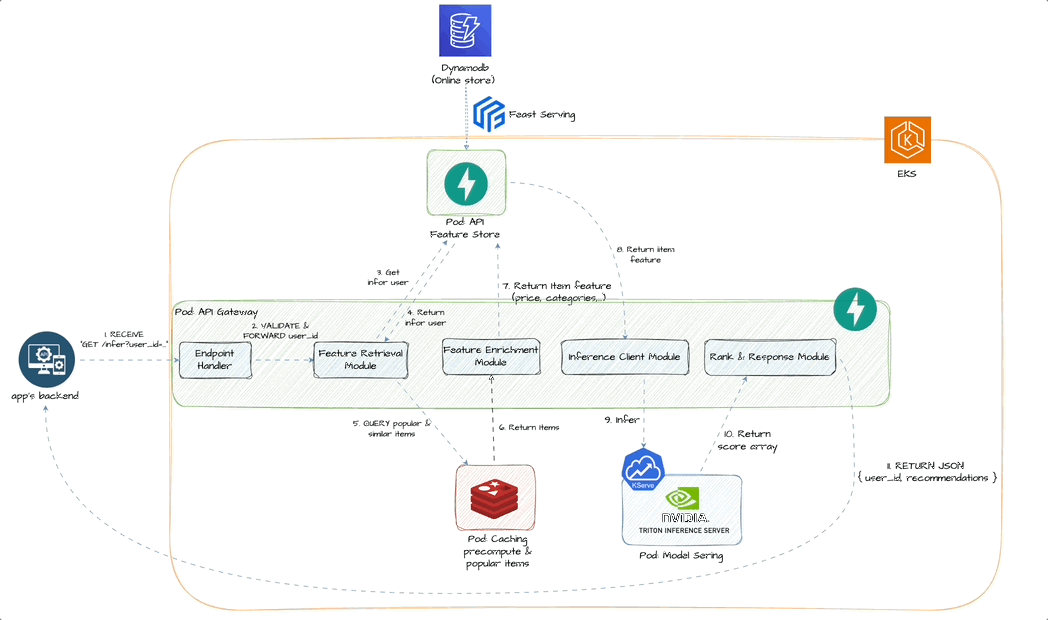 Dynamodb
(Online store)
Feast Serving
EKS
Pod: API
Feature Store
3. Get
infor user
4. Return
infor user
8. Return item
feature
7. Return Item feature
(price, categories,..)
Pod: API Gateway
1. RECEIVE
"GET /infer?user_id=..."
2. VALIDATE &
FORWARD user_id
Endpoint
Handler
Feature Retrieval
Module
Feature Enrichment
Module
Inference Client Module
Rank & Response Module
app's backend
5. QUERY popular &
similar items
6. Return items
9. Infer
10. Return
score array
11. RETURN JSON
{ user_id, recommendations }
KServe
NVIDIA.
TRITON INFERENCE SERVER
Pod: Caching
precompute &
popular items
Pod: Model Sering